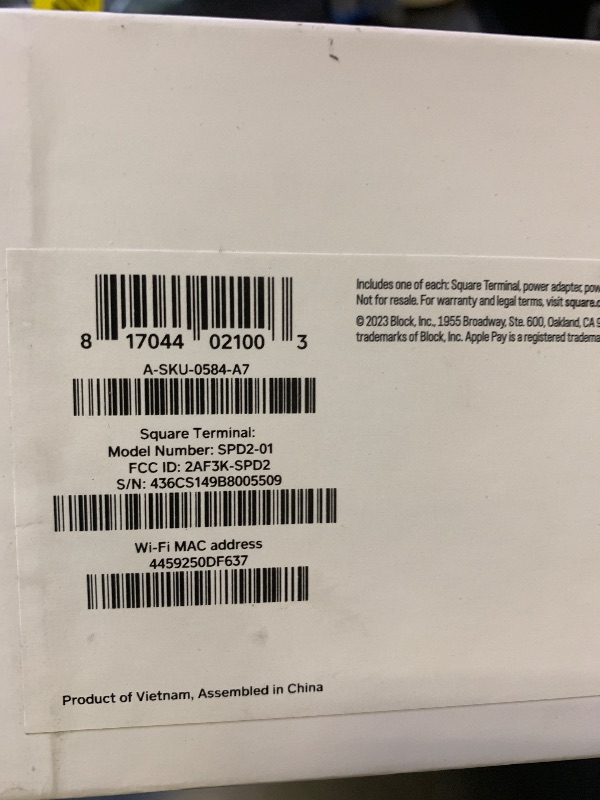 8 17044 02100 3
A-SKU-0584-A7
Square Terminal:
Model Number: SPD2-01
FCC ID: 2AF3K-SPD2
S/N: 436CS149B8005509
Wi-Fi MAC address
4459250DF637
Product of Vietnam, Assembled in China
Includes one of each: Square Terminal, power adapter,
Not for resale. For warranty and legal terms, visit
© 2023 Block, Inc., 1955 Broadway, Ste. 600, Oakland, CA
trademarks of Block, Inc. Apple Pay is a registered